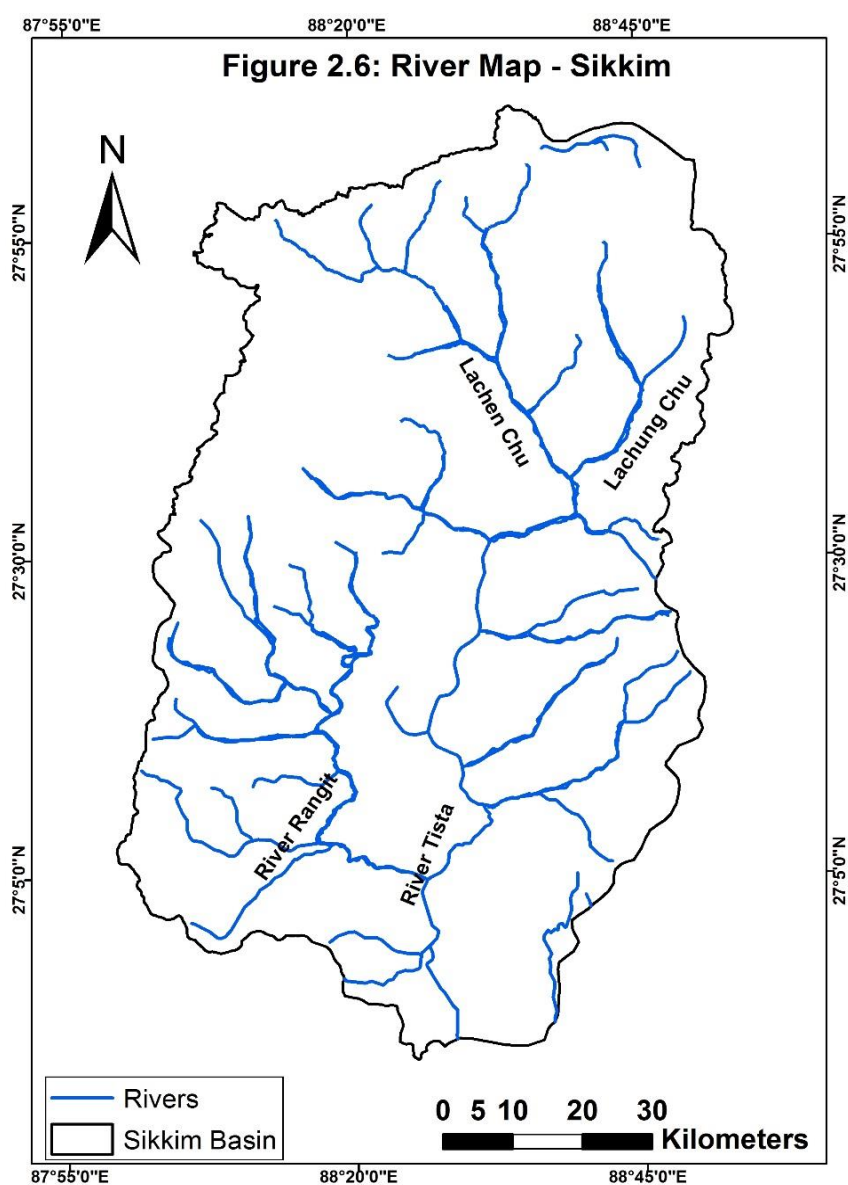 87°55'0"E 88°20'0"E 88°45'0"E
Figure 2.6: River Map - Sikkim
N
27°55'0"N 27°55'0"N
Lachen Chu
Lachung Chu
27°30'0"N 27°30'0"N
River Rangit
River Tista
27°5'0"N 27°5'0"N
Rivers
Sikkim Basin
0 5 10 20 30
Kilometers
87°55'0"E 88°20'0"E 88°45'0"E